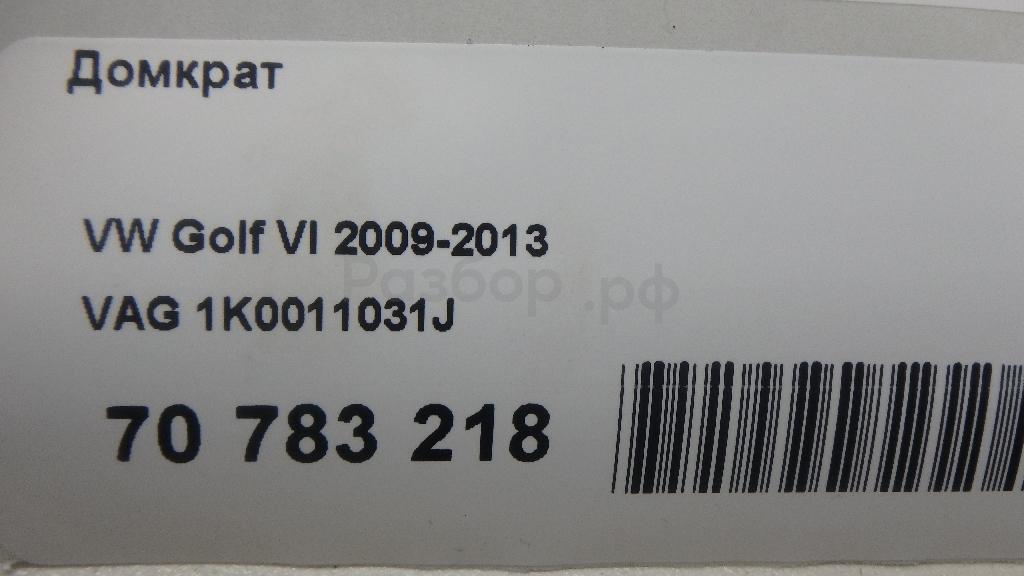 Домкрат
VW Golf VI 2009-2013
Разбор.рф
VAG 1K0011031J
70 783 218